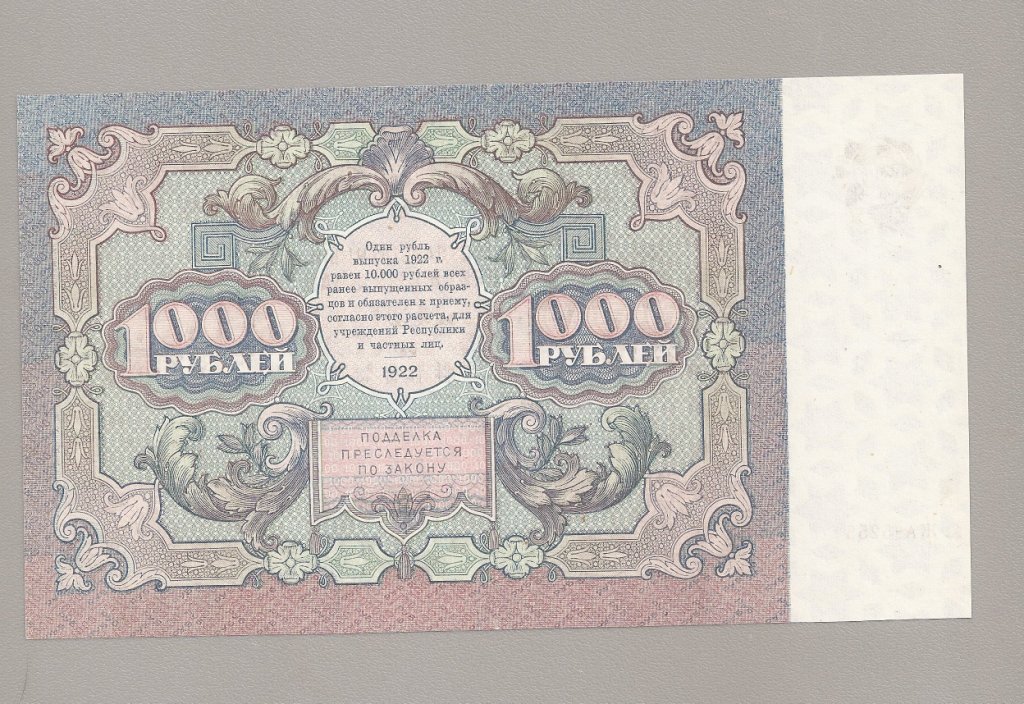 Один рубль
выпуска 1922 г.
равен 10.000 рублей всех
ранее выпущенных образ-
цов и обязателен к приему,
согласно этого расчета, для
учреждений Республики
и частных лиц.
1922
1000
РУБЛЕЙ
1000
РУБЛЕЙ
ПОДДЕЛКА
ПРЕСЛЕДУЕТСЯ
ПО ЗАКОНУ